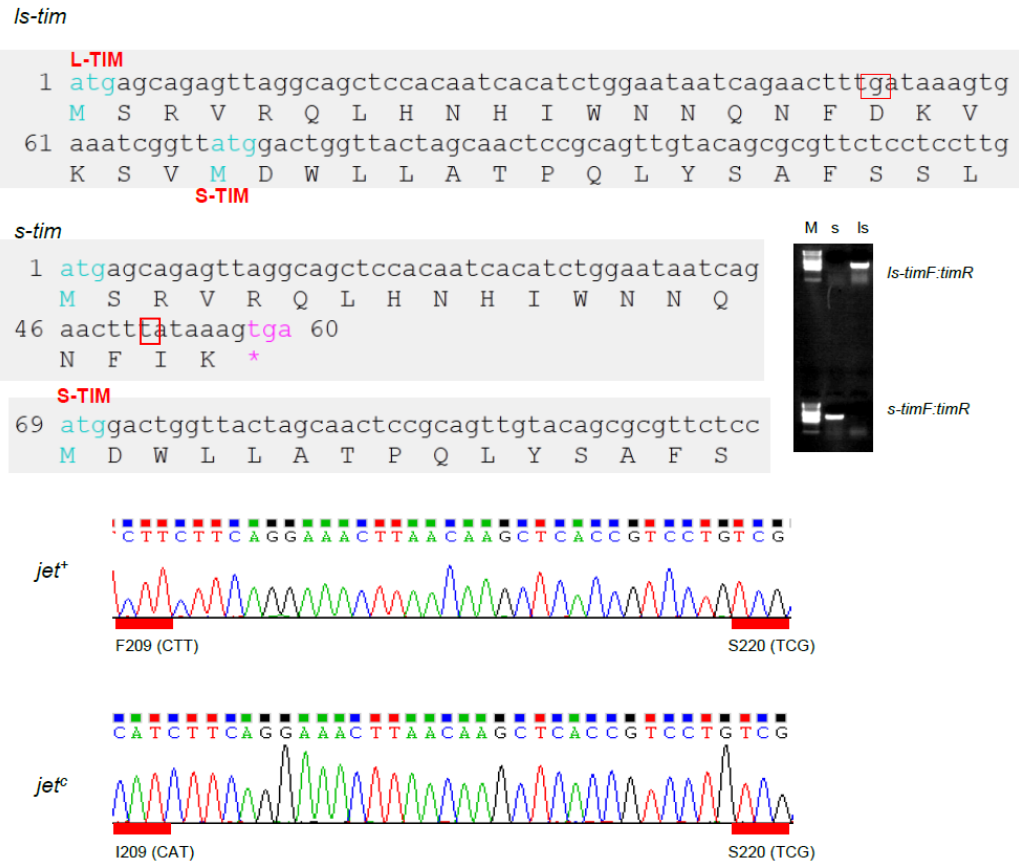 ls-tim
L-TIM
1 atgagcagagttaggcagctccacaatcacatctggaataatcagaactttgataaagtg
M S R V R Q L H N H I W N N Q N F D K V
61 aaatcggttatggactggttactagcaactccgcagttgtacagcgcgttctcctccttg
K S V M D W L L A T P Q L Y S A F S S L
S-TIM
s-tim
1 atgagcagagttaggcagctccacaatcacatctggaataatcag
M S R V R Q L H N H I W N N Q
46 aactttataaagtga 60
N F I K *
S-TIM
69 atggactggttactagcaactccgcagttgtacagcgcgttctcc
M D W L L A T P Q L Y S A F S
M s ls
ls-timF:timR
s-timF:timR
CTTCTTCAGGAAACTTAACAAGCTCACCGTCCTGTCG
jet⁺
F209 (CTT) S220 (TCG)
CATCTTCAGGAAACTTAACAAGCTCACCGTCCTGTCG
jetᶜ
I209 (CAT) S220 (TCG)